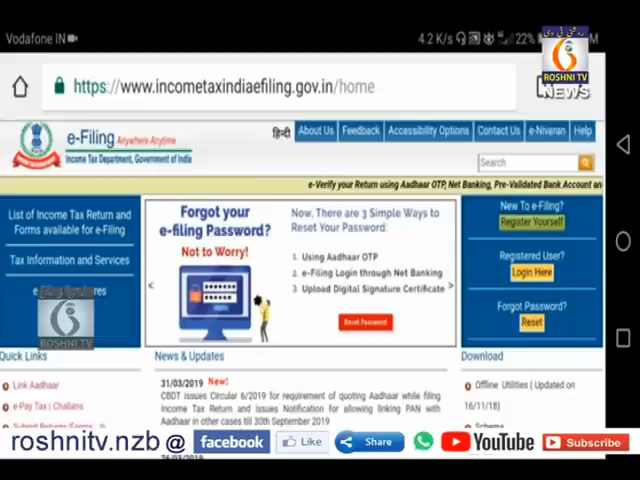 Vodafone IN
4.2 K/s
22%
M
روشنی ٹی وی
ROSHNI TV
NEWS
https://www.incometaxindiaefiling.gov.in/home
e-Filing Anywhere Anytime
Income Tax Department, Government of India
हिन्दी
About Us
Feedback
Accessibility Options
Contact Us
e-Nivaran
Help
Search
e-Verify your Return using Aadhaar OTP, Net Banking, Pre-Validated Bank Account an
List of Income Tax Return and
Forms available for e-Filing
Tax Information and Services
ROSHNI TV
Forgot your
e-filing Password?
Not to Worry!
Now, There are 3 Simple Ways to
Reset Your Password:
1. Using Aadhaar OTP
2. e-Filing Login through Net Banking
3. Upload Digital Signature Certificate
Reset Password
New To e-Filing?
Register Yourself
Registered User?
Login Here
Forgot Password?
Reset
Quick Links
Link Aadhaar
e-Pay Tax | Challans
News & Updates
31/03/2019 New!
CBDT Issues Circular 6/2019 for requirement of quoting Aadhaar while filing
Income Tax Return and issues Notification for allowing linking PAN with
Aadhaar in other cases till 30th September 2019
Download
Offline Utilities ( Updated on
16/11/18)
roshnitv.nzb @
facebook
Like
Share
YouTube
Subscribe